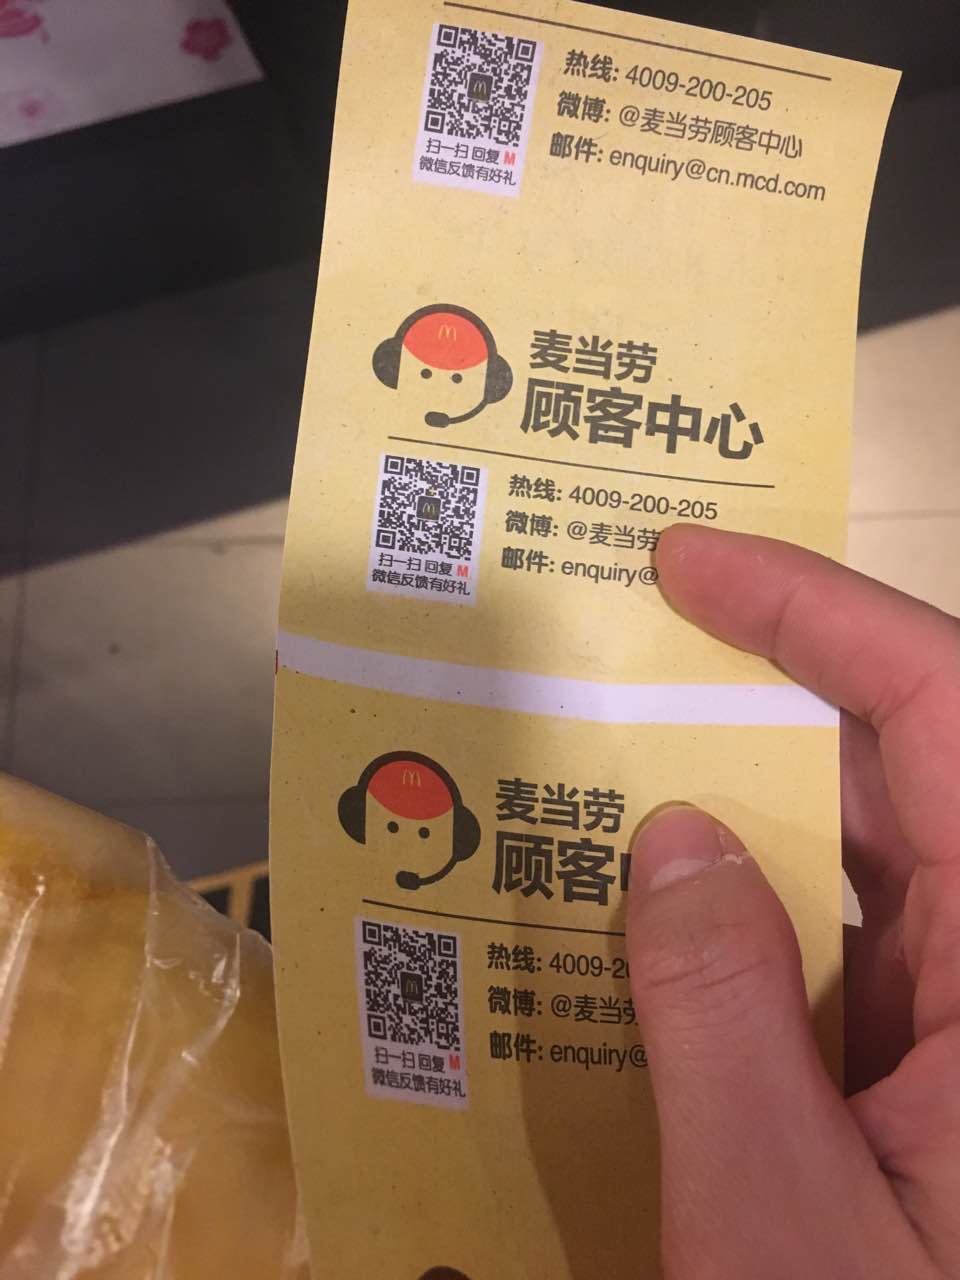 热线: 4009-200-205
微博: @麦当劳顾客中心
邮件: enquiry@cn.mcd.com
扫一扫 回复 M
微信反馈有好礼
麦当劳
顾客中心
热线: 4009-200-205
微博: @麦当劳
邮件: enquiry@
扫一扫 回复 M
微信反馈有好礼
麦当劳
顾客
热线: 4009-20
微博: @麦当
邮件: enquiry@
扫一扫 回复 M
微信反馈有好礼